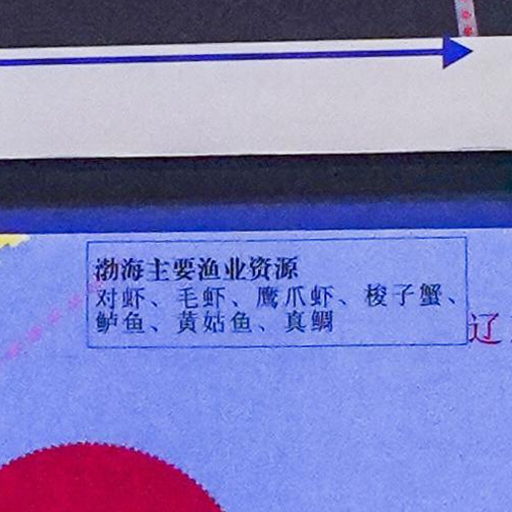 渤海主要渔业资源
对虾、毛虾、鹰爪虾、梭子蟹、
鲈鱼、黄姑鱼、真鲷
辽